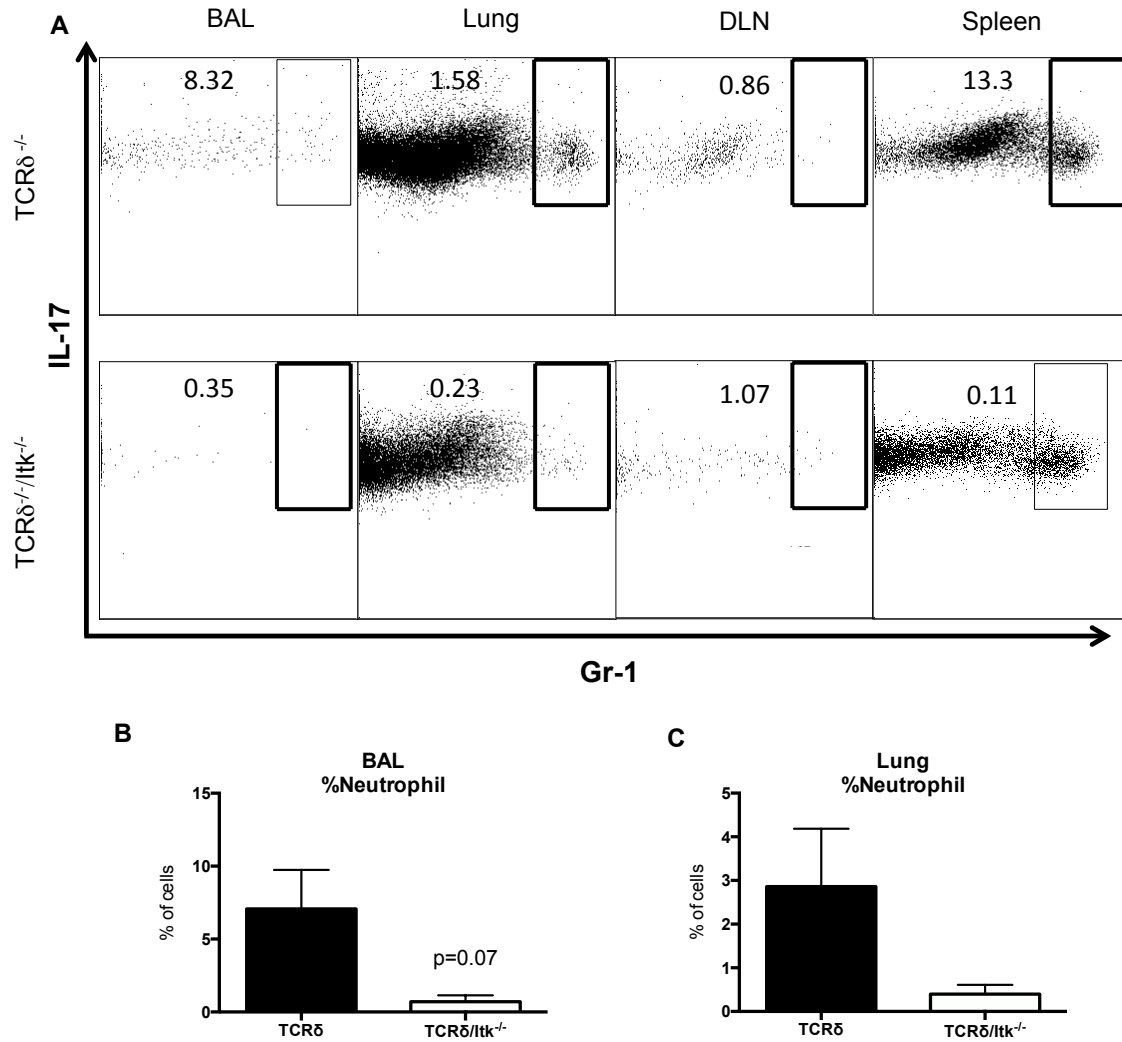 A
BAL Lung DLN Spleen
8.32 1.58 0.86 13.3
TCRδ -/-
IL-17
0.35 0.23 1.07 0.11
TCRδ-/-/Itk-/-
Gr-1
B
BAL
%Neutrophil
15
10
5
0
% of cells
p=0.07
TCRδ TCRδ/Itk-/-
C
Lung
%Neutrophil
5
4
3
2
1
0
% of cells
TCRδ TCRδ/Itk-/-